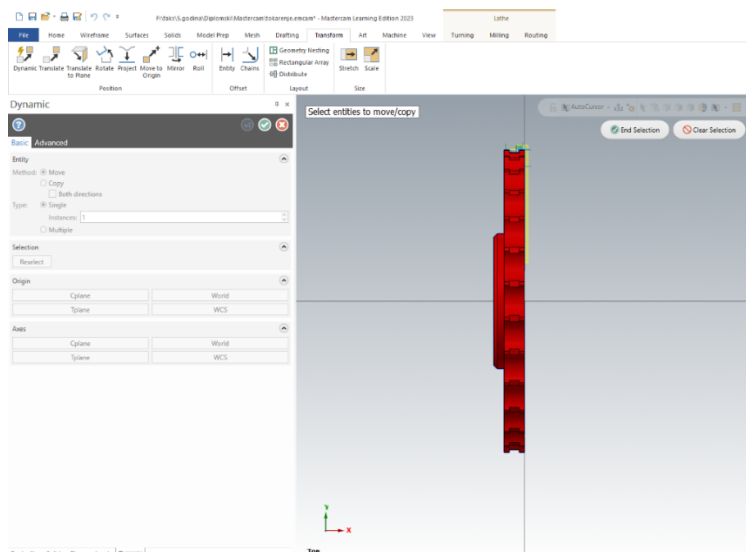 F:\faks\5.godina\Diplomski\Mastercam\tokarenje.emcam* - Mastercam Learning Edition 2023
Lathe
File Home Wireframe Surfaces Solids Model Prep Mesh Drafting Transform Art Machine View Turning Milling Routing
Dynamic Translate Translate to Plane Rotate Project Move to Origin Mirror Roll Entity Chains Geometry Nesting Stretch Scale
Rectangular Array
Distribute
Position Offset Layout Size
Dynamic
Basic Advanced
Entity
Method: Move
Copy
Both directions
Type: Single
Instances: 1
Multiple
Selection
Reselect
Origin
Cplane World
Tplane WCS
Axes
Cplane World
Tplane WCS
Select entities to move/copy
AutoCursor
End Selection Clear Selection
Y
X